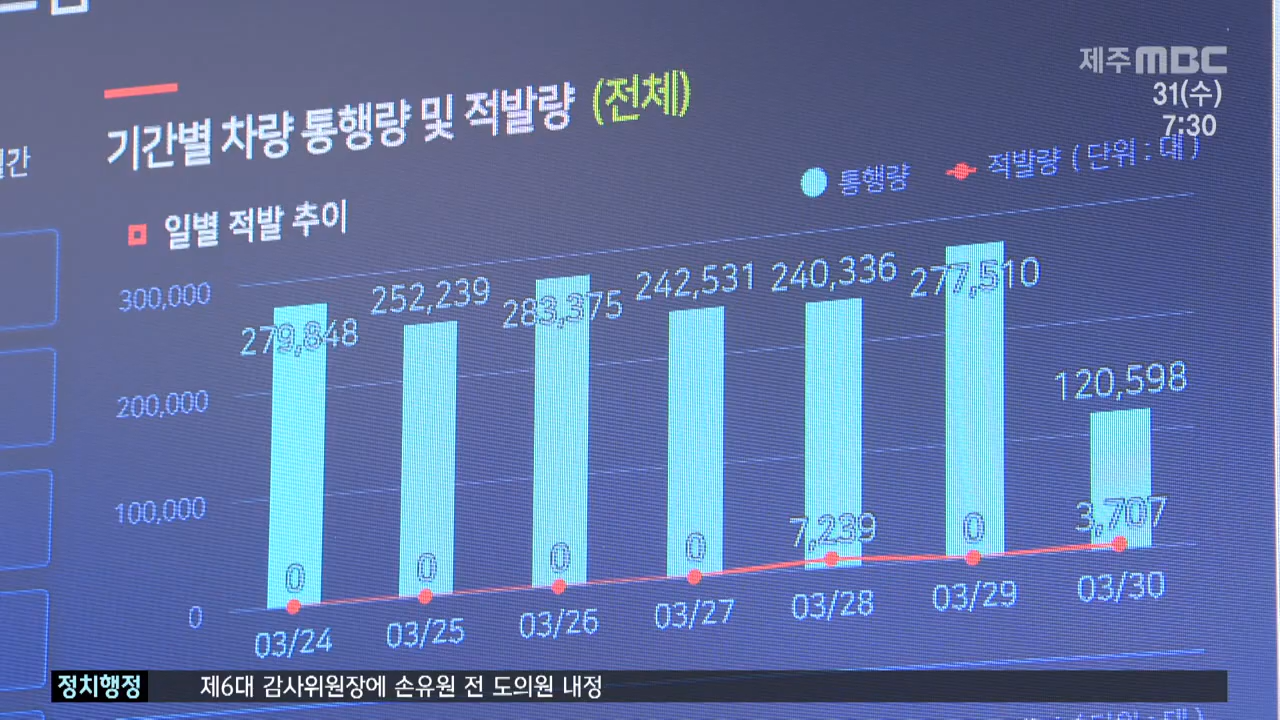 제주MBC
31(수)
7:30
기간별 차량 통행량 및 적발량 (전체)
통행량 적발량 ( 단위 : 대 )
일별 적발 추이
300,000
200,000
100,000
0
279,848 252,239 283,375 242,531 240,336 277,510 120,598
0 0 0 0 7,239 0 3,707
03/24 03/25 03/26 03/27 03/28 03/29 03/30
정치행정 제6대 감사위원장에 손유원 전 도의원 내정